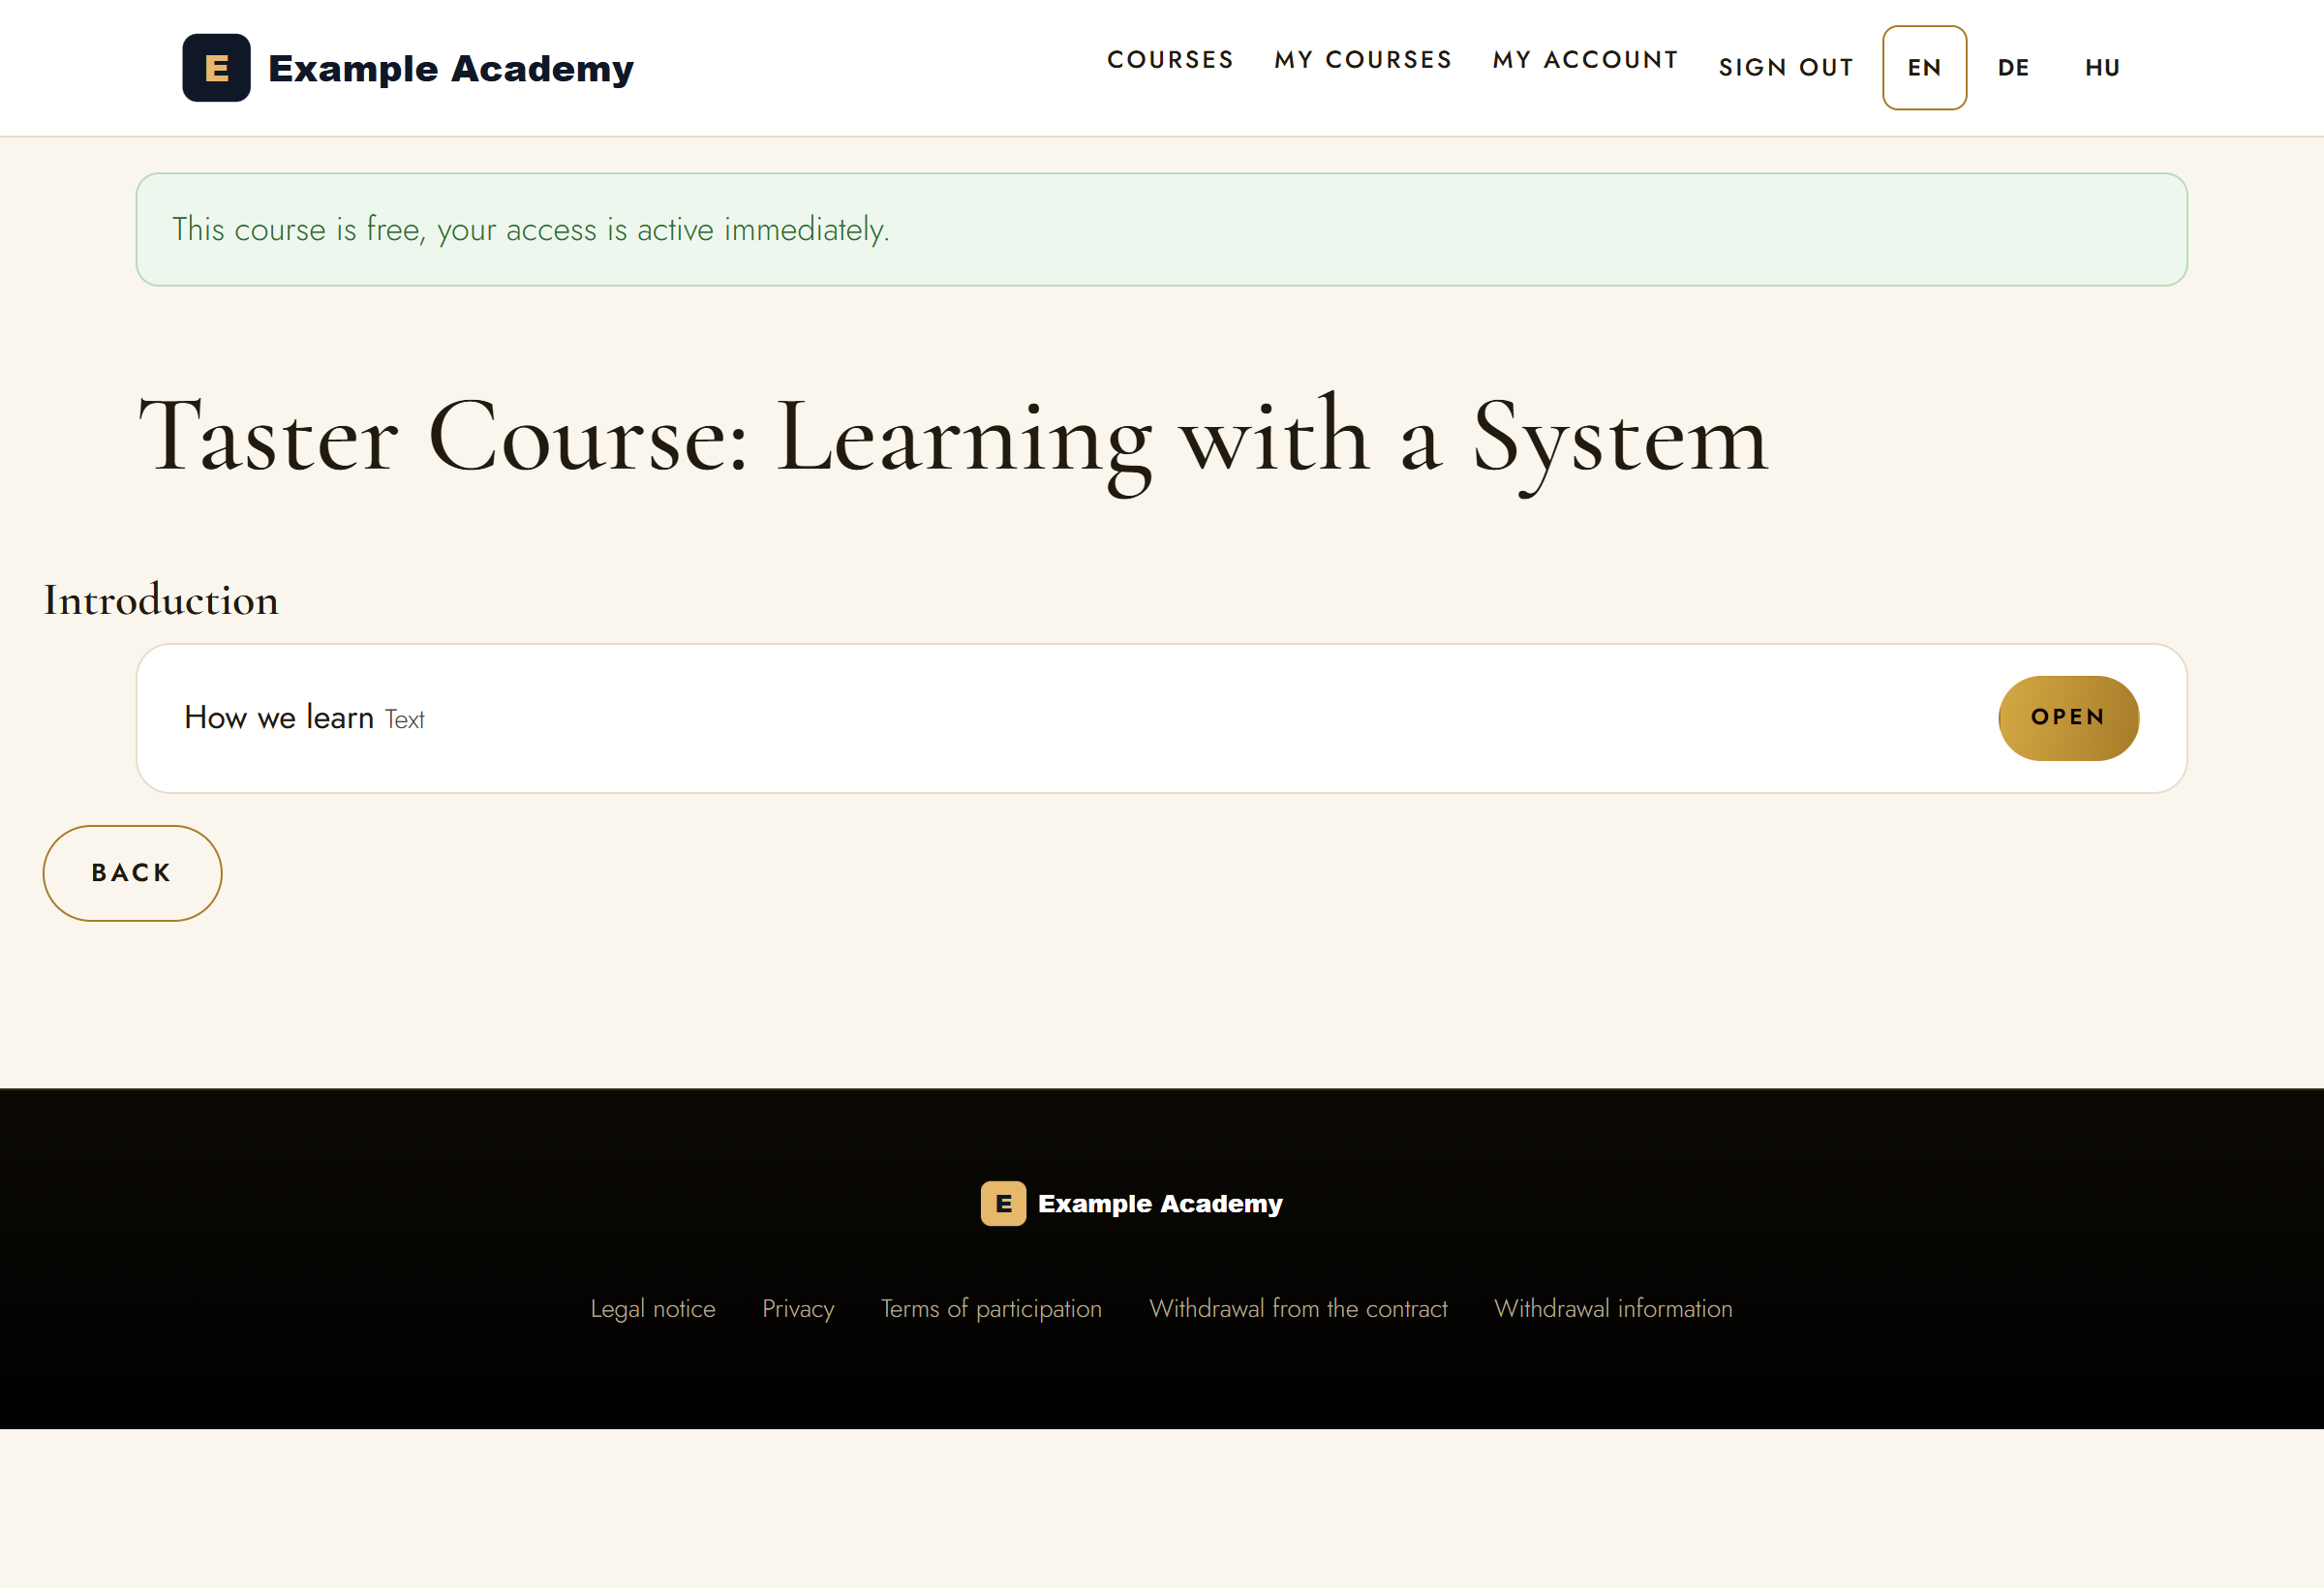 E Example Academy
COURSES MY COURSES MY ACCOUNT SIGN OUT EN DE HU
This course is free, your access is active immediately.
Taster Course: Learning with a System
Introduction
How we learn Text
OPEN
BACK
E Example Academy
Legal notice Privacy Terms of participation Withdrawal from the contract Withdrawal information